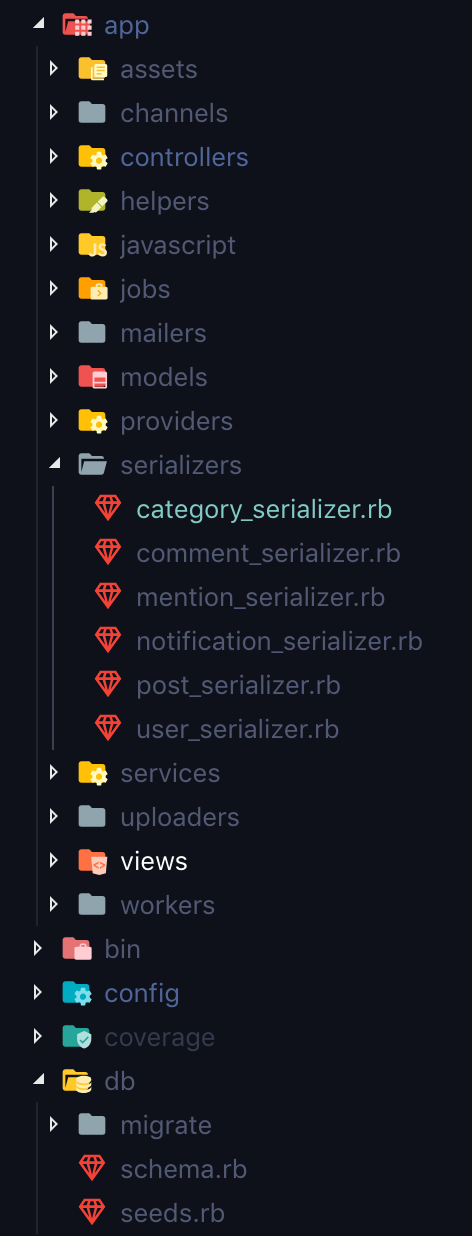 app
assets
channels
controllers
helpers
javascript
jobs
mailers
models
providers
serializers
category_serializer.rb
comment_serializer.rb
mention_serializer.rb
notification_serializer.rb
post_serializer.rb
user_serializer.rb
services
uploaders
views
workers
bin
config
coverage
db
migrate
schema.rb
seeds.rb